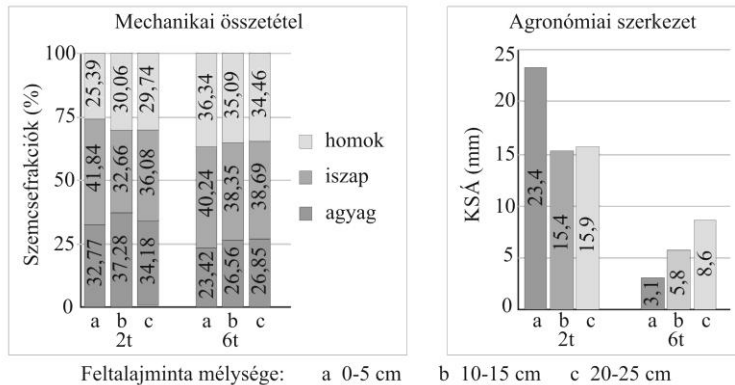 Mechanikai összetétel
Szemcsefrakciók (%)
100
75
50
25
0
25,39
30,06
29,74
36,34
35,09
34,46
41,84
32,66
36,08
40,24
38,35
38,69
32,77
37,28
34,18
23,42
26,56
26,85
a b c a b c
2t 6t
homok
iszap
agyag
Agronómiai szerkezet
KSÁ (mm)
25
20
15
10
5
0
23,4
15,4
15,9
3,1
5,8
8,6
a b c a b c
2t 6t
Feltalajminta mélysége: a 0-5 cm b 10-15 cm c 20-25 cm